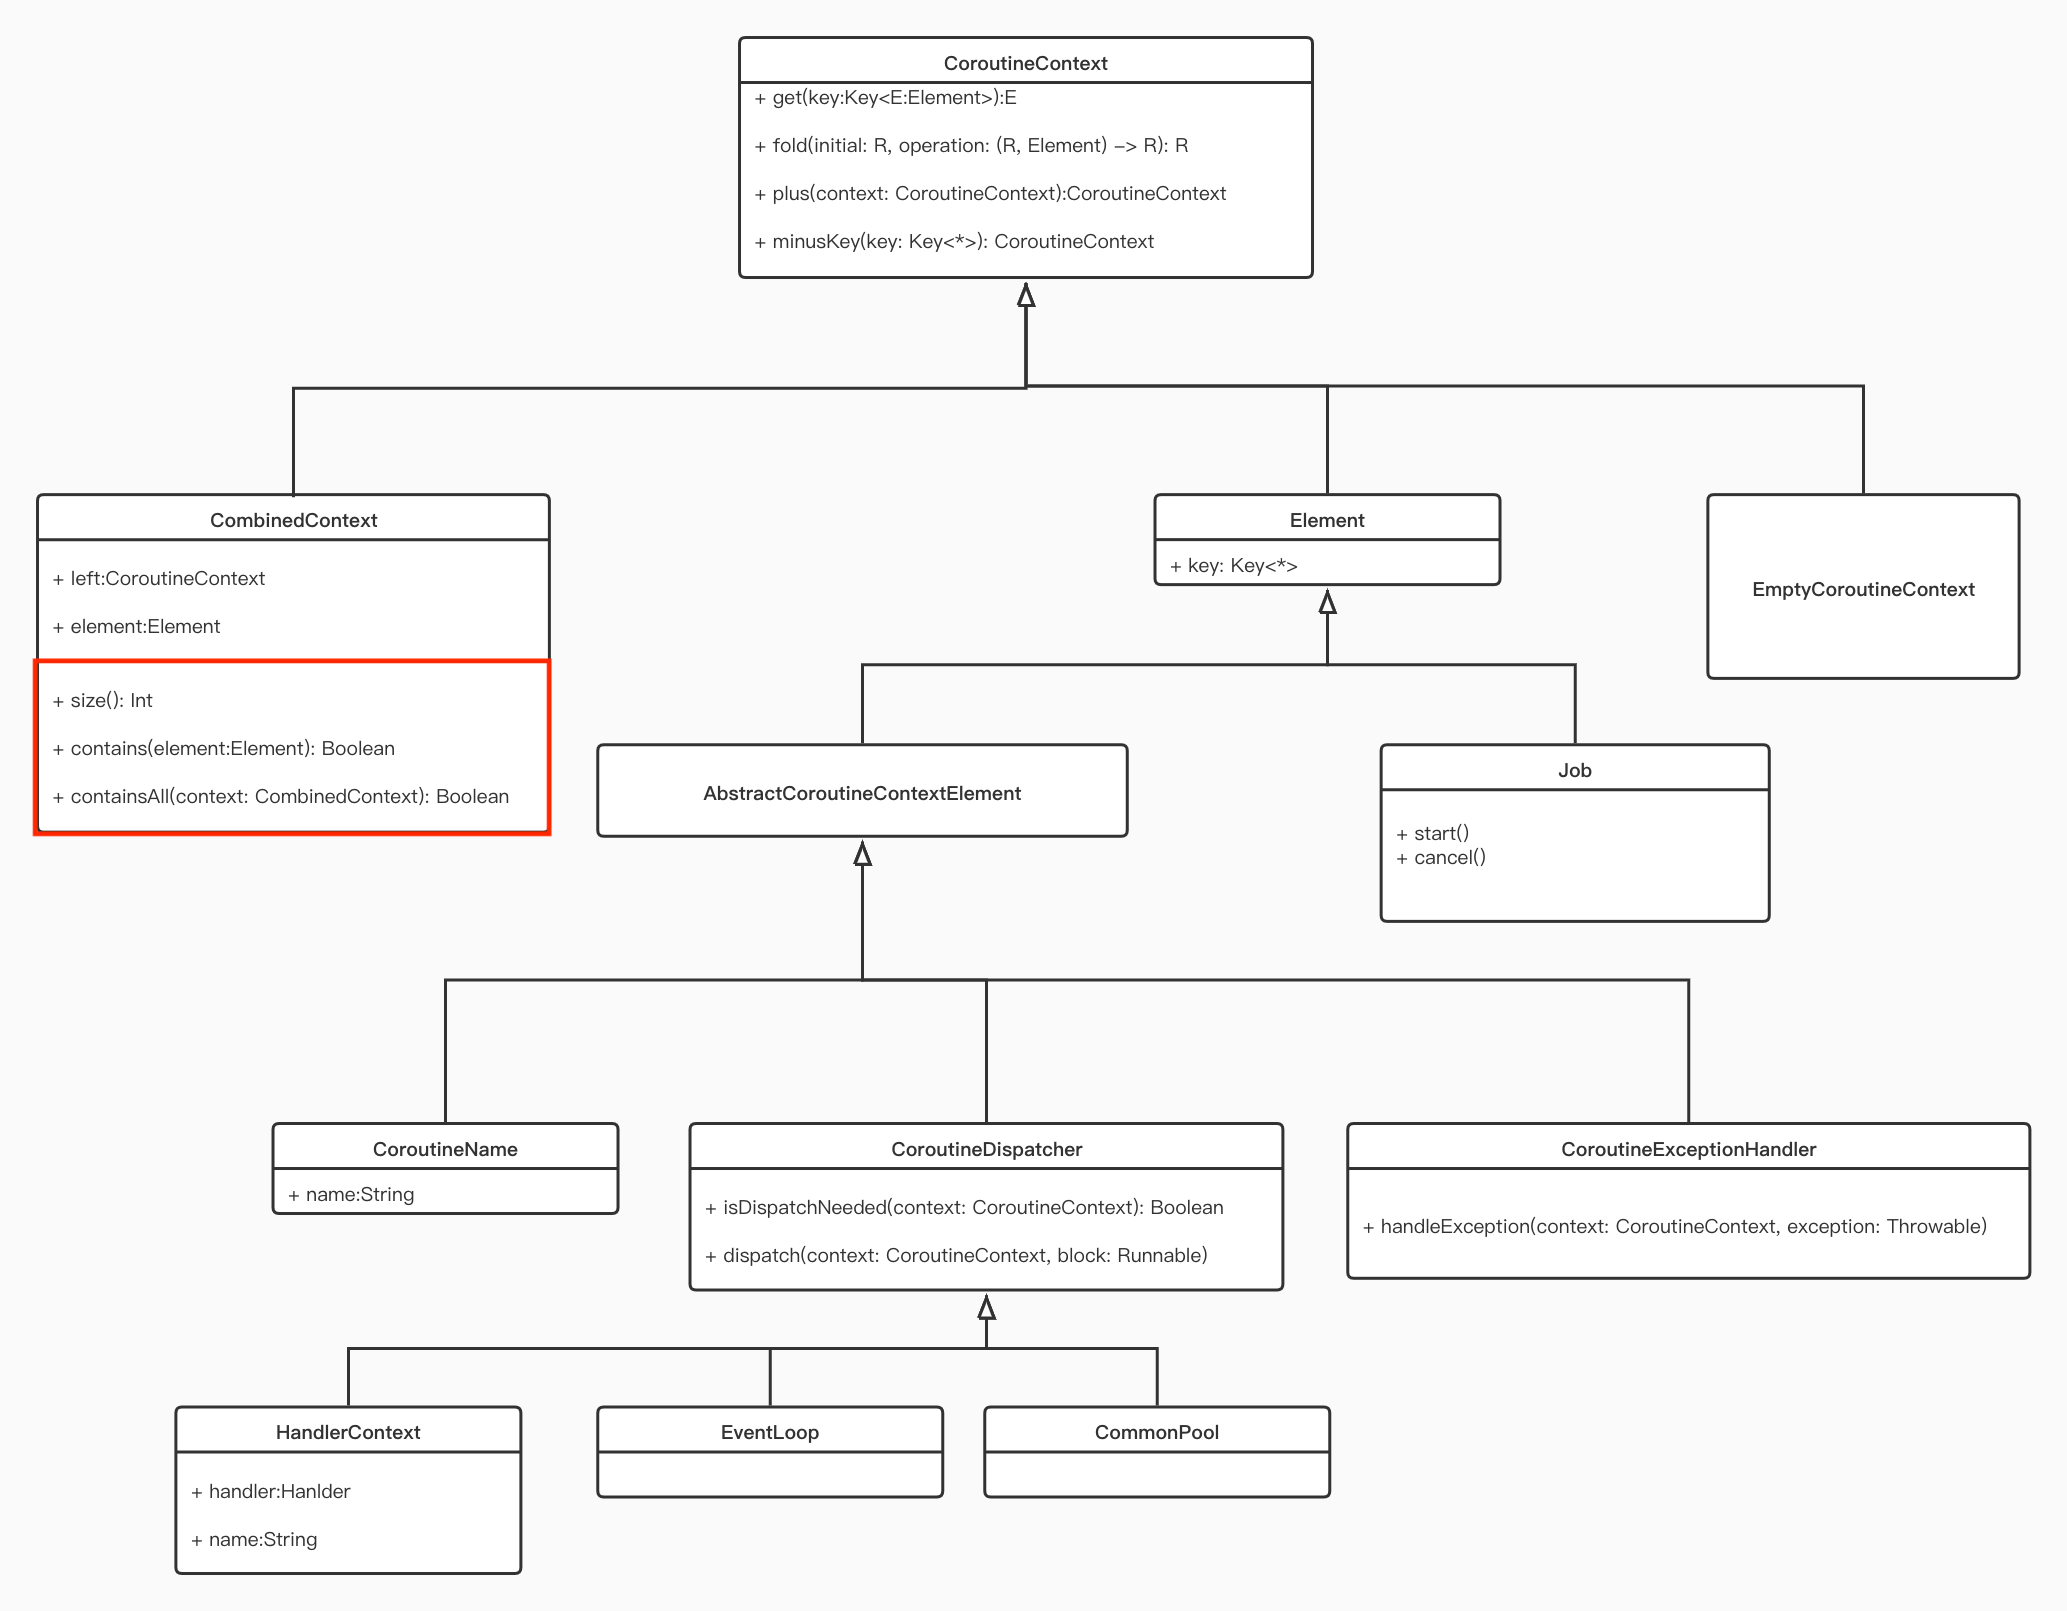 CoroutineContext
+ get(key:Key<E:Element>):E
+ fold(initial: R, operation: (R, Element) –> R): R
+ plus(context: CoroutineContext):CoroutineContext
+ minusKey(key: Key<*>): CoroutineContext
CombinedContext
+ left:CoroutineContext
+ element:Element
+ size(): Int
+ contains(element:Element): Boolean
+ containsAll(context: CombinedContext): Boolean
Element
+ key: Key<*>
EmptyCoroutineContext
AbstractCoroutineContextElement
Job
+ start()
+ cancel()
CoroutineName
+ name:String
CoroutineDispatcher
+ isDispatchNeeded(context: CoroutineContext): Boolean
+ dispatch(context: CoroutineContext, block: Runnable)
CoroutineExceptionHandler
+ handleException(context: CoroutineContext, exception: Throwable)
HandlerContext
+ handler:Hanlder
+ name:String
EventLoop
CommonPool